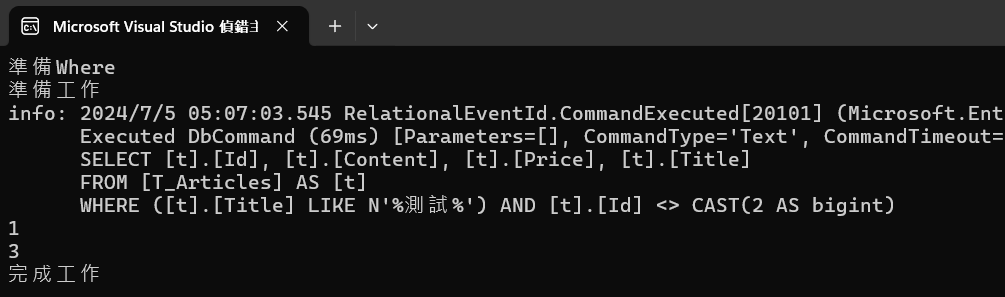 Microsoft Visual Studio 偵錯主
準備Where
準備工作
info: 2024/7/5 05:07:03.545 RelationalEventId.CommandExecuted[20101] (Microsoft.Ent
Executed DbCommand (69ms) [Parameters=[], CommandType='Text', CommandTimeout=
SELECT [t].[Id], [t].[Content], [t].[Price], [t].[Title]
FROM [T_Articles] AS [t]
WHERE ([t].[Title] LIKE N'%測試%') AND [t].[Id] <> CAST(2 AS bigint)
1
3
完成工作